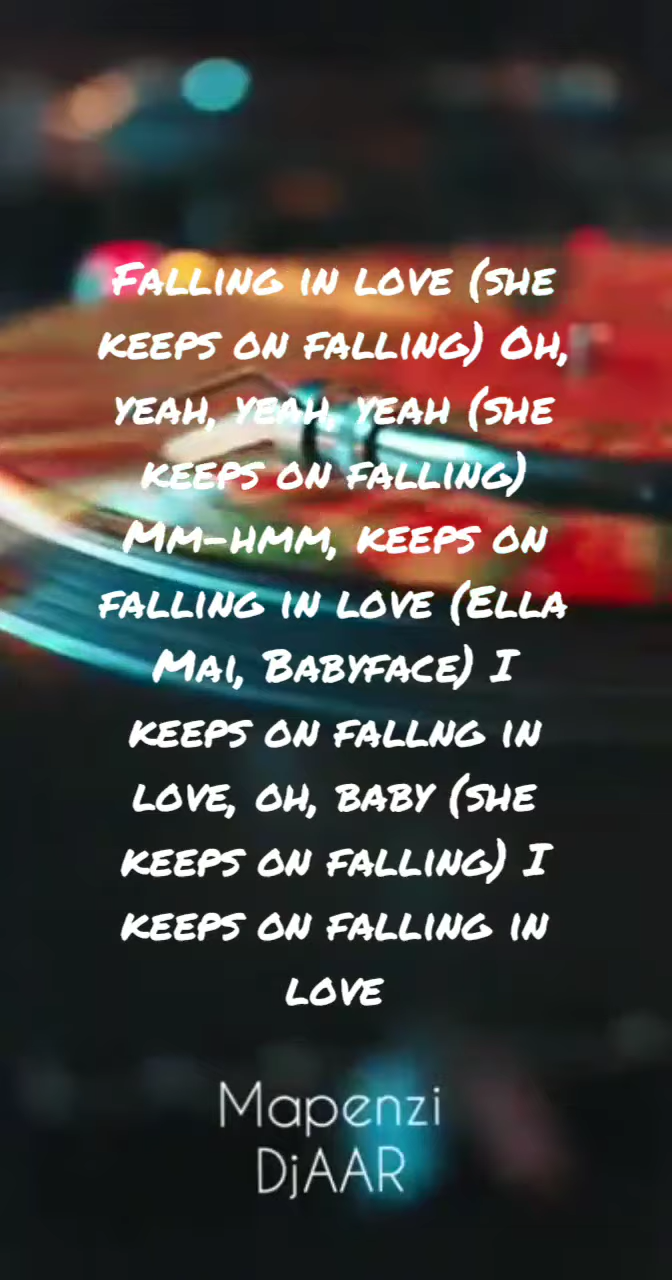 Falling in love (she
keeps on falling) Oh,
yeah, yeah, yeah (she
keeps on falling)
Mm-hmm, keeps on
falling in love (Ella
Mai, Babyface) I
keeps on fallng in
love, oh, baby (she
keeps on falling) I
keeps on falling in
love
Mapenzi
DjAAR